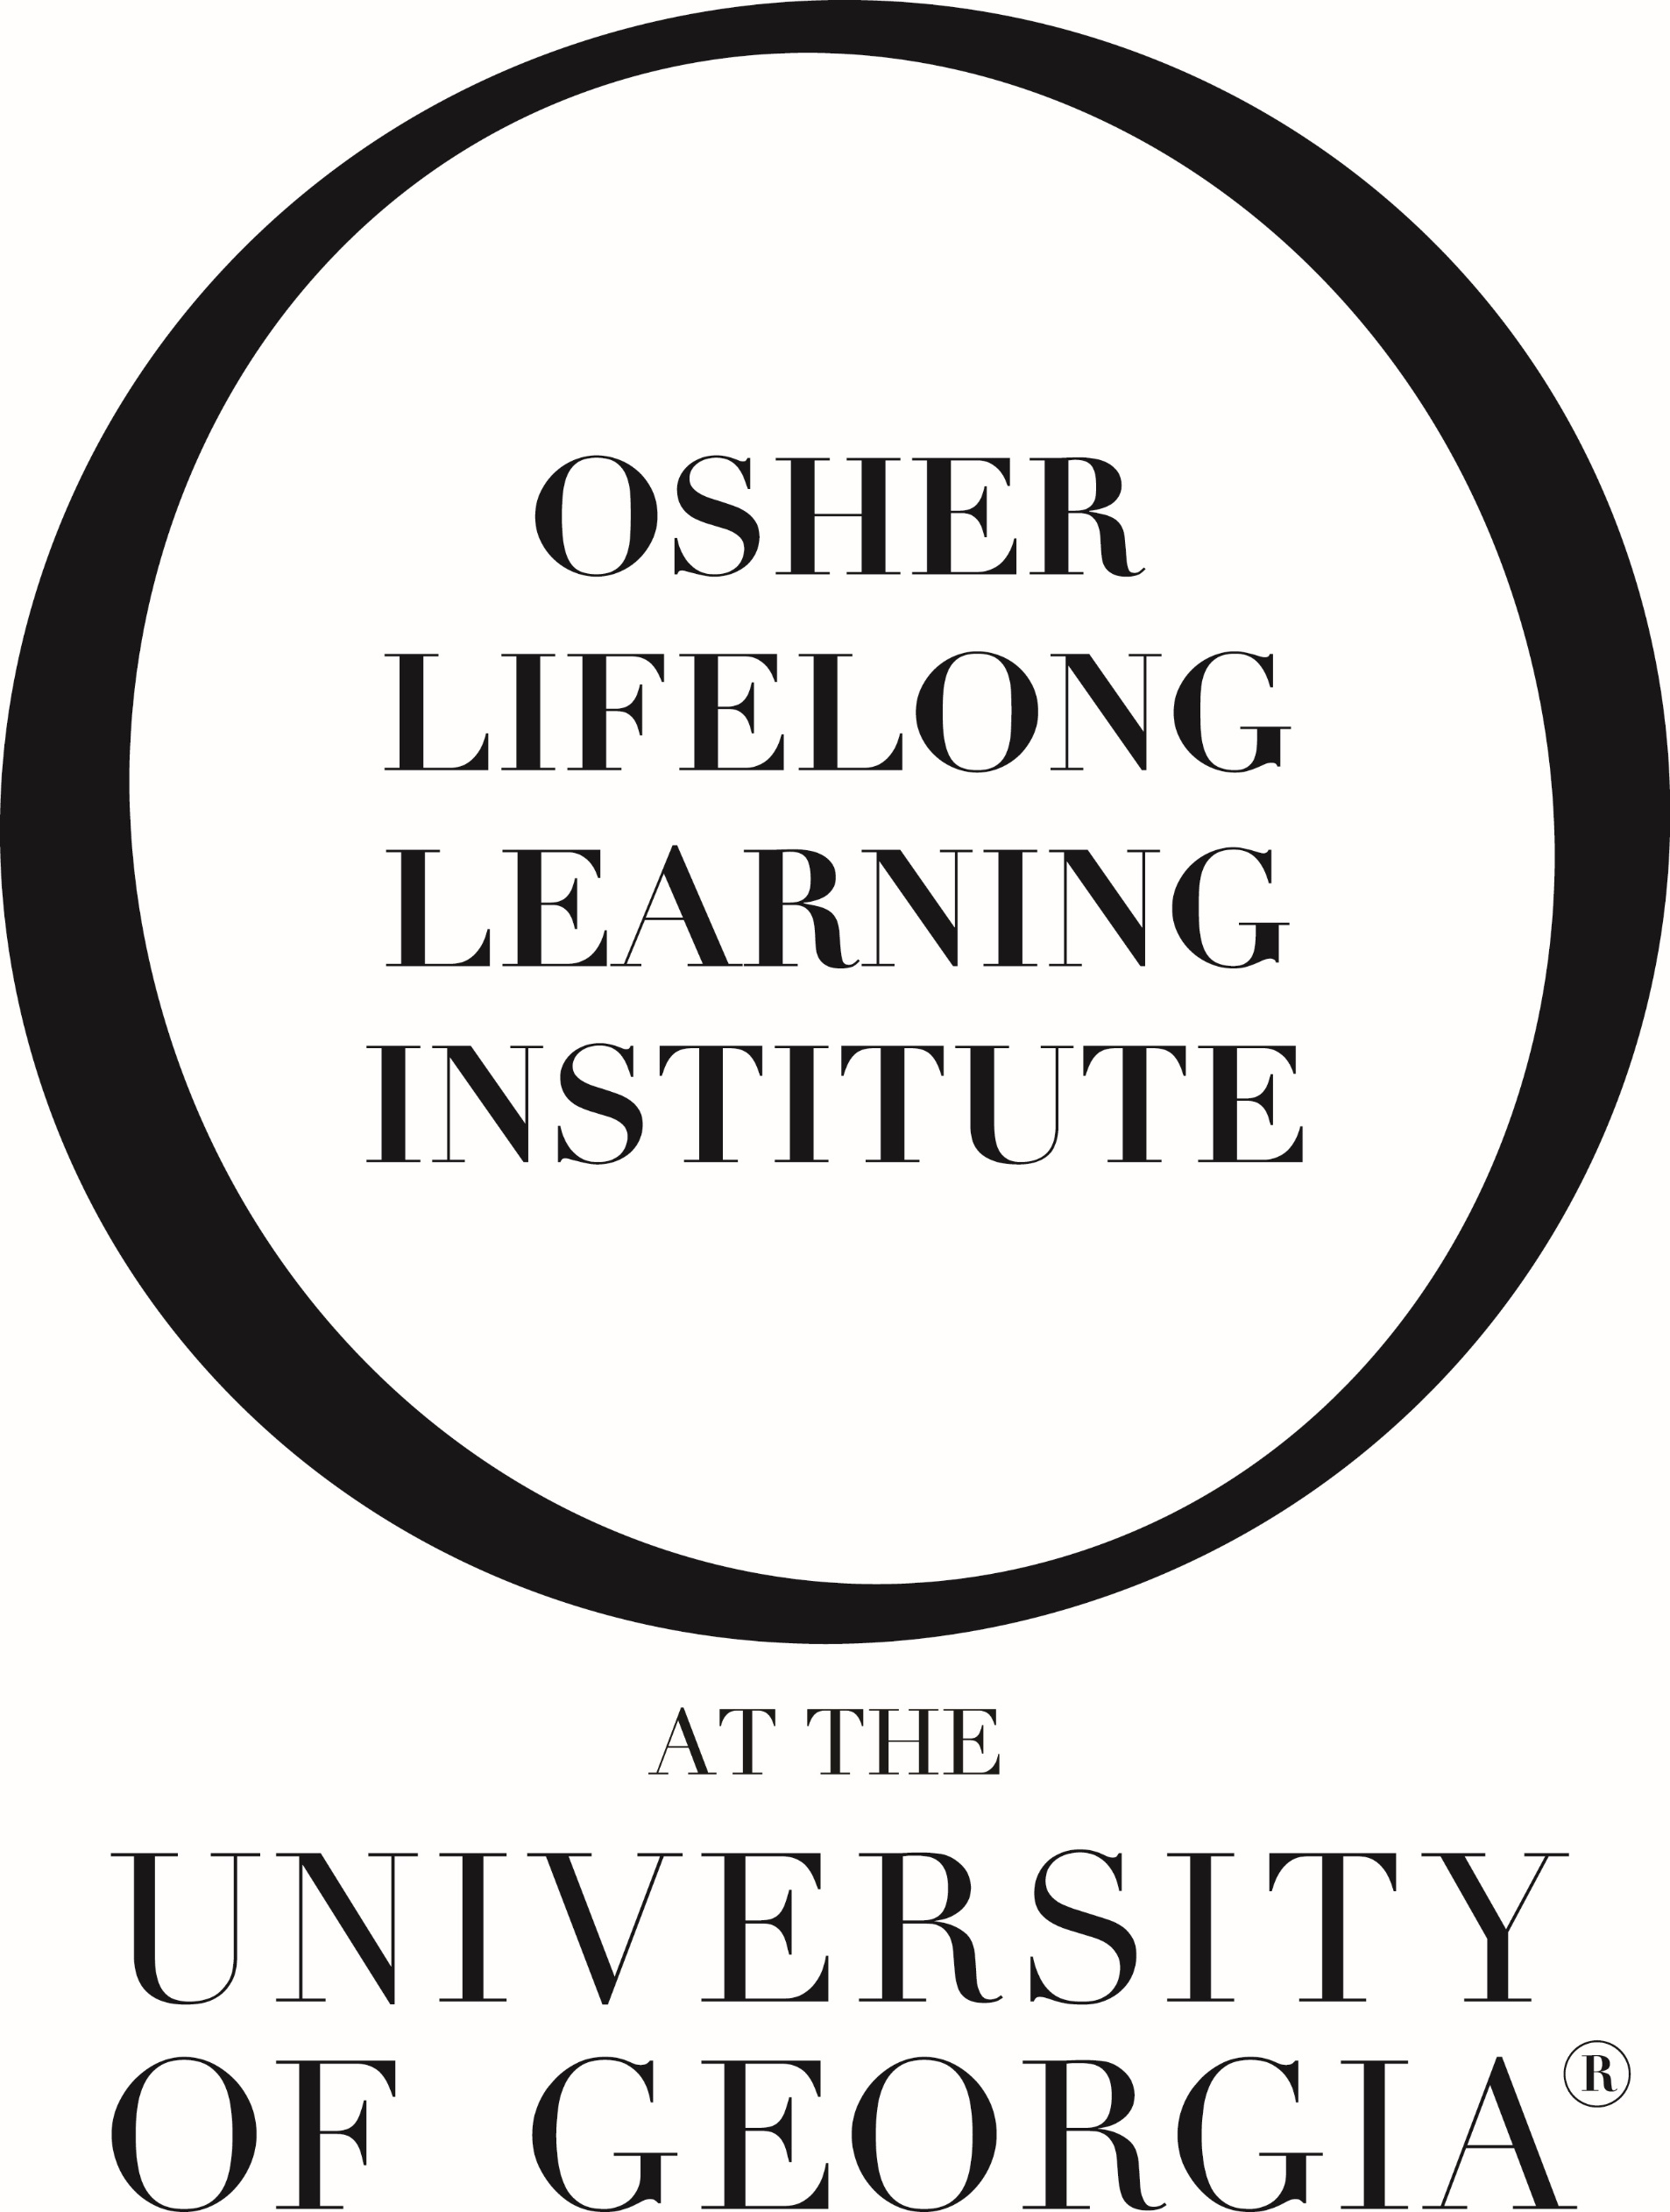 OSHER
LIFELONG
LEARNING
INSTITUTE
AT THE
UNIVERSITY
OF GEORGIA®